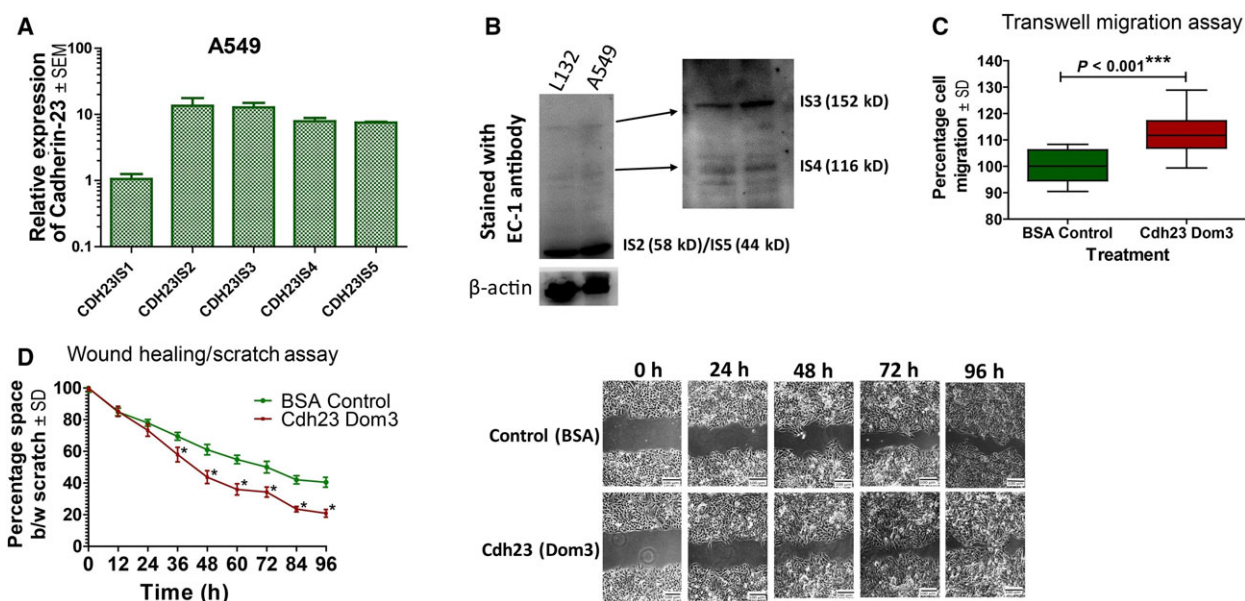 A
A549
Relative expression
of Cadherin-23 ± SEM
100
10
1
0.1
CDH23IS1
CDH23IS2
CDH23IS3
CDH23IS4
CDH23IS5
B
L132
A549
Stained with
EC-1 antibody
IS3 (152 kD)
IS4 (116 kD)
IS2 (58 kD)/IS5 (44 kD)
β-actin
C
Transwell migration assay
Percentage cell
migration ± SD
140
130
120
110
100
90
80
P < 0.001***
BSA Control
Cdh23 Dom3
Treatment
D
Wound healing/scratch assay
Percentage space
b/w scratch ± SD
100
80
60
40
20
0
BSA Control
Cdh23 Dom3
* * * * * *
0 12 24 36 48 60 72 84 96
Time (h)
0 h 24 h 48 h 72 h 96 h
Control (BSA)
Cdh23 (Dom3)